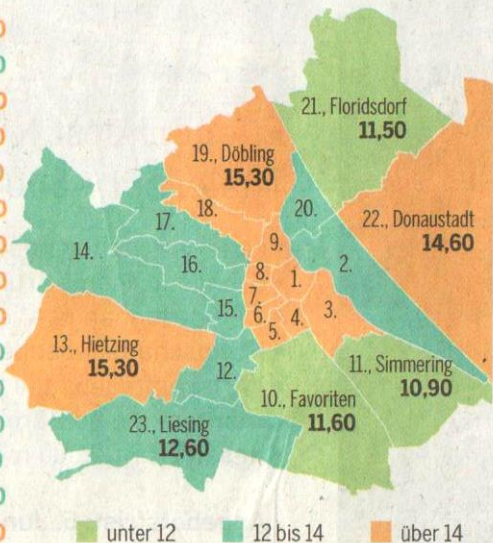 21., Floridsdorf
11,50
19., Döbling
15,30
20.
22., Donaustadt
14,60
18.
17.
9.
14.
16.
8.
1.
2.
7.
15.
6.
5.
4.
3.
13., Hietzing
15,30
12.
11., Simmering
10,90
10., Favoriten
11,60
23., Liesing
12,60
unter 12
12 bis 14
über 14